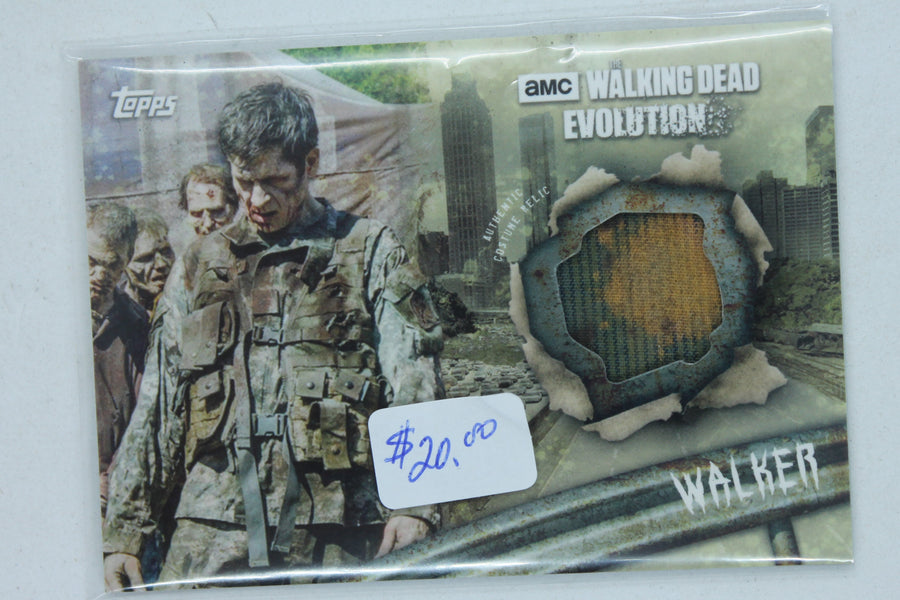 topps
AMC
THE
WALKING DEAD
EVOLUTION
AUTHENTIC
COSTUME RELIC
$20.00
WALKER